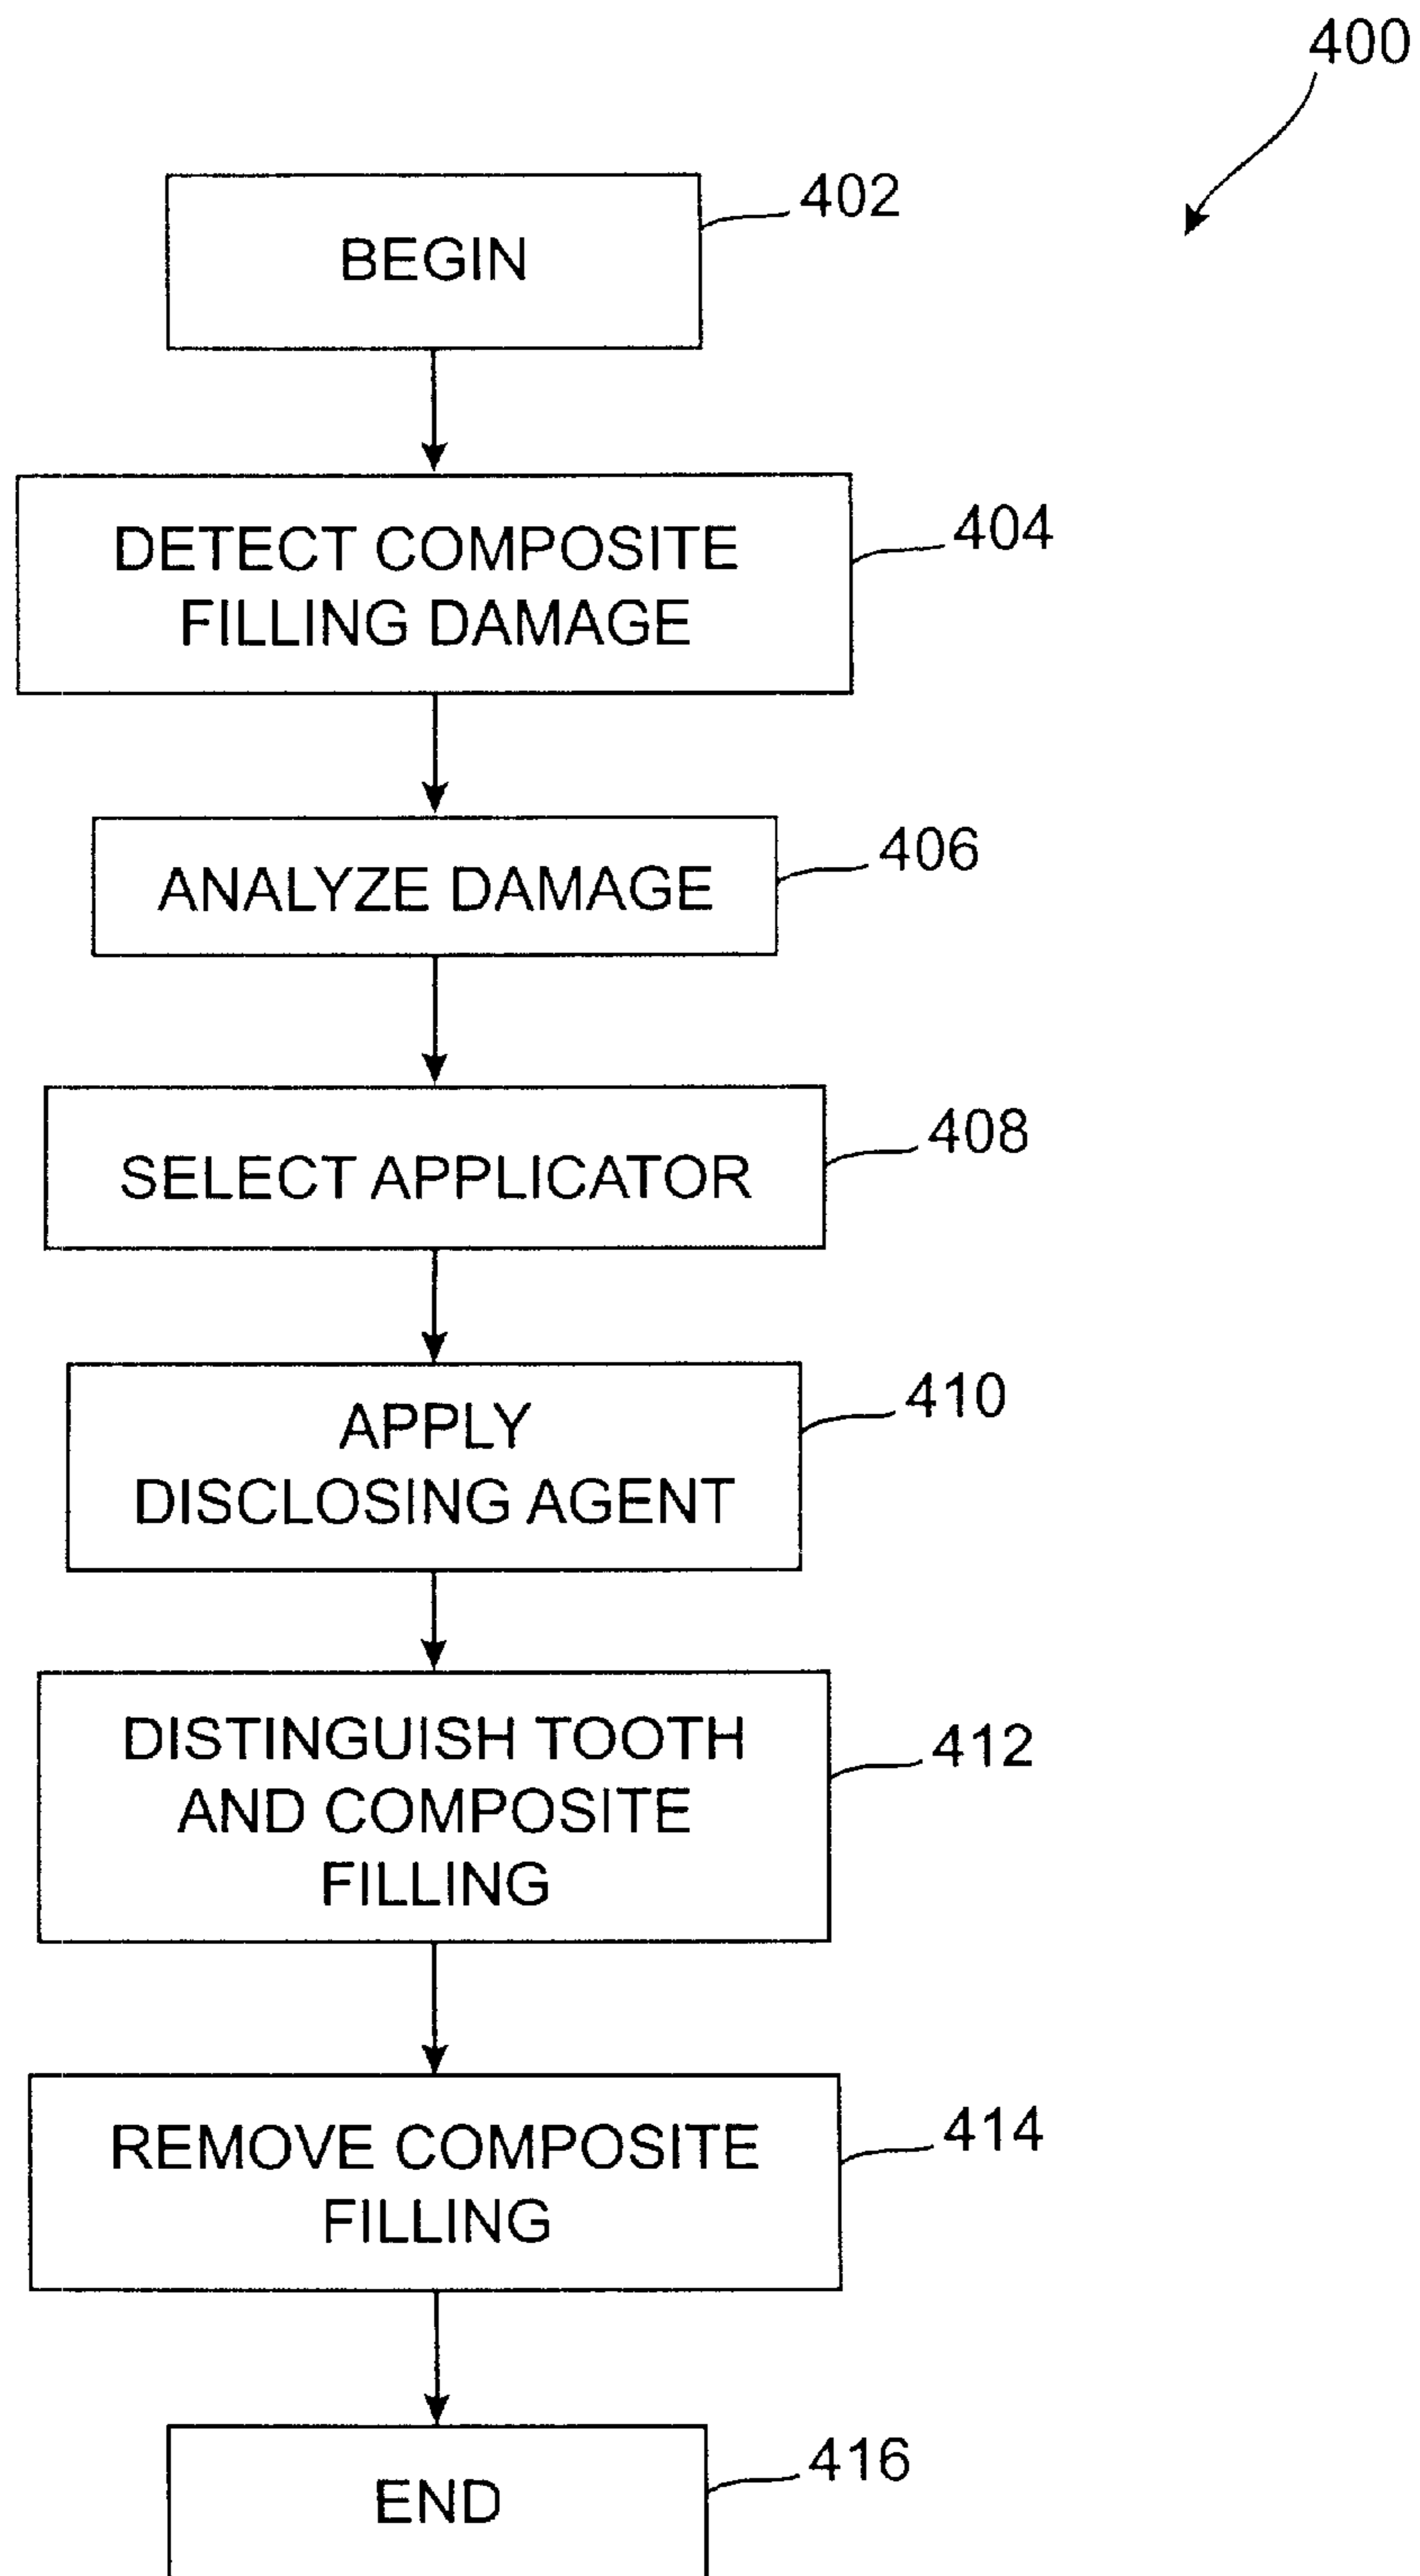 400
BEGIN
402
DETECT COMPOSITE
FILLING DAMAGE
404
ANALYZE DAMAGE
406
SELECT APPLICATOR
408
APPLY
DISCLOSING AGENT
410
DISTINGUISH TOOTH
AND COMPOSITE
FILLING
412
REMOVE COMPOSITE
FILLING
414
END
416